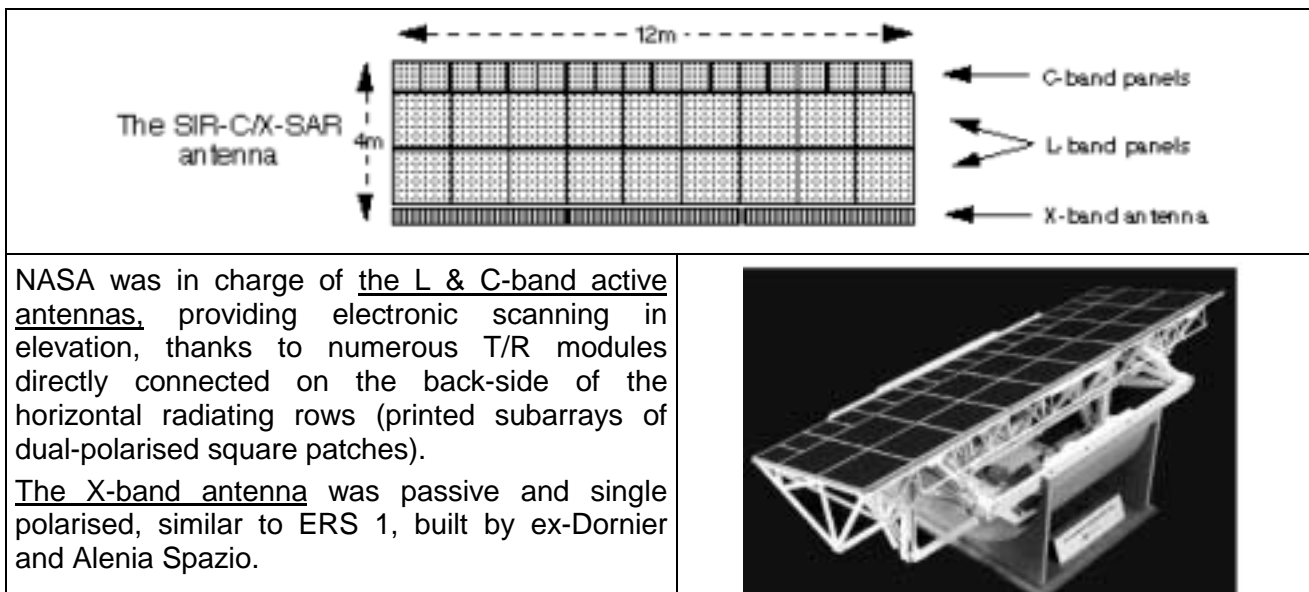 12m
C-band panels
The SIR-C/X-SAR
antenna
4m
L-band panels
X-band antenna
NASA was in charge of the L & C-band active
antennas, providing electronic scanning in
elevation, thanks to numerous T/R modules
directly connected on the back-side of the
horizontal radiating rows (printed subarrays of
dual-polarised square patches).
The X-band antenna was passive and single
polarised, similar to ERS 1, built by ex-Dornier
and Alenia Spazio.